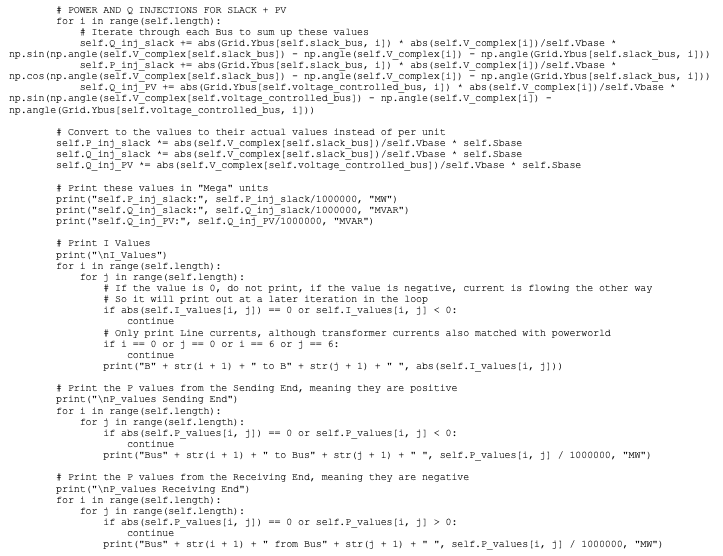 # POWER AND Q INJECTIONS FOR SLACK + PV
for i in range(self.length):
# Iterate through each Bus to sum up these values
self.Q_inj_slack += abs(Grid.Ybus[self.slack_bus, i]) * abs(self.V_complex[i])/self.Vbase *
np.sin(np.angle(self.V_complex[self.slack_bus]) - np.angle(self.V_complex[i]) - np.angle(Grid.Ybus[self.slack_bus, i]))
self.P_inj_slack += abs(Grid.Ybus[self.slack_bus, i]) * abs(self.V_complex[i])/self.Vbase *
np.cos(np.angle(self.V_complex[self.slack_bus]) - np.angle(self.V_complex[i]) - np.angle(Grid.Ybus[self.slack_bus, i]))
self.Q_inj_PV += abs(Grid.Ybus[self.voltage_controlled_bus, i]) * abs(self.V_complex[i])/self.Vbase *
np.sin(np.angle(self.V_complex[self.voltage_controlled_bus]) - np.angle(self.V_complex[i]) -
np.angle(Grid.Ybus[self.voltage_controlled_bus, i]))
# Convert to the values to their actual values instead of per unit
self.P_inj_slack *= abs(self.V_complex[self.slack_bus])/self.Vbase * self.Sbase
self.Q_inj_slack *= abs(self.V_complex[self.slack_bus])/self.Vbase * self.Sbase
self.Q_inj_PV *= abs(self.V_complex[self.voltage_controlled_bus])/self.Vbase * self.Sbase
# Print these values in "Mega" units
print("self.P_inj_slack:", self.P_inj_slack/1000000, "MW")
print("self.Q_inj_slack:", self.Q_inj_slack/1000000, "MVAR")
print("self.Q_inj_PV:", self.Q_inj_PV/1000000, "MVAR")
# Print I Values
print("\nI_Values")
for i in range(self.length):
for j in range(self.length):
# If the value is 0, do not print, if the value is negative, current is flowing the other way
# So it will print out at a later iteration in the loop
if abs(self.I_values[i, j]) == 0 or self.I_values[i, j] < 0:
continue
# Only print Line currents, although transformer currents also matched with powerworld
if i == 0 or j == 0 or i == 6 or j == 6:
continue
print("B" + str(i + 1) + " to B" + str(j + 1) + " ", abs(self.I_values[i, j]))
# Print the P values from the Sending End, meaning they are positive
print("\nP_values Sending End")
for i in range(self.length):
for j in range(self.length):
if abs(self.P_values[i, j]) == 0 or self.P_values[i, j] < 0:
continue
print("Bus" + str(i + 1) + " to Bus" + str(j + 1) + " ", self.P_values[i, j] / 1000000, "MW")
# Print the P values from the Receiving End, meaning they are negative
print("\nP_values Receiving End")
for i in range(self.length):
for j in range(self.length):
if abs(self.P_values[i, j]) == 0 or self.P_values[i, j] > 0:
continue
print("Bus" + str(i + 1) + " from Bus" + str(j + 1) + " ", self.P_values[i, j] / 1000000, "MW")